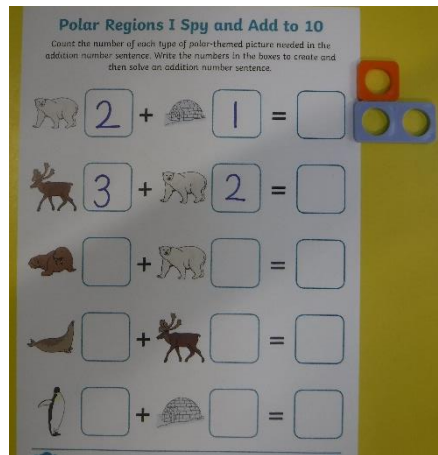 Polar Regions I Spy and Add to 10
Count the number of each type of polar-themed picture needed in the
addition number sentence. Write the numbers in the boxes to create and
then solve an addition number sentence.
2 + 1 =
3 + 2 =
+ =
+ =
+ =